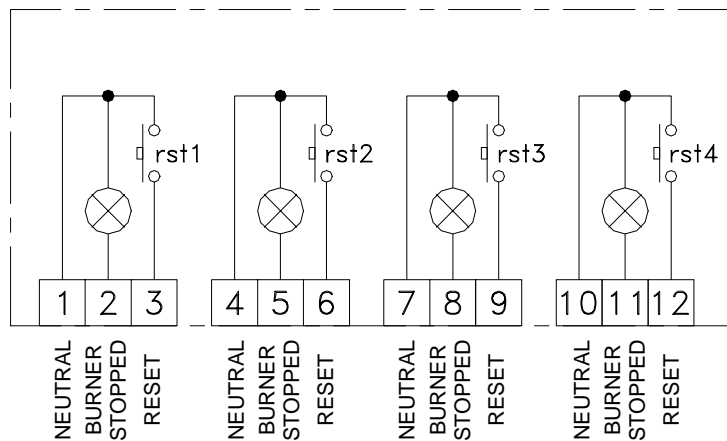 rst1 rst2 rst3 rst4
1 2 3 4 5 6 7 8 9 10 11 12
NEUTRAL
BURNER
STOPPED
RESET
NEUTRAL
BURNER
STOPPED
RESET
NEUTRAL
BURNER
STOPPED
RESET
NEUTRAL
BURNER
STOPPED
RESET